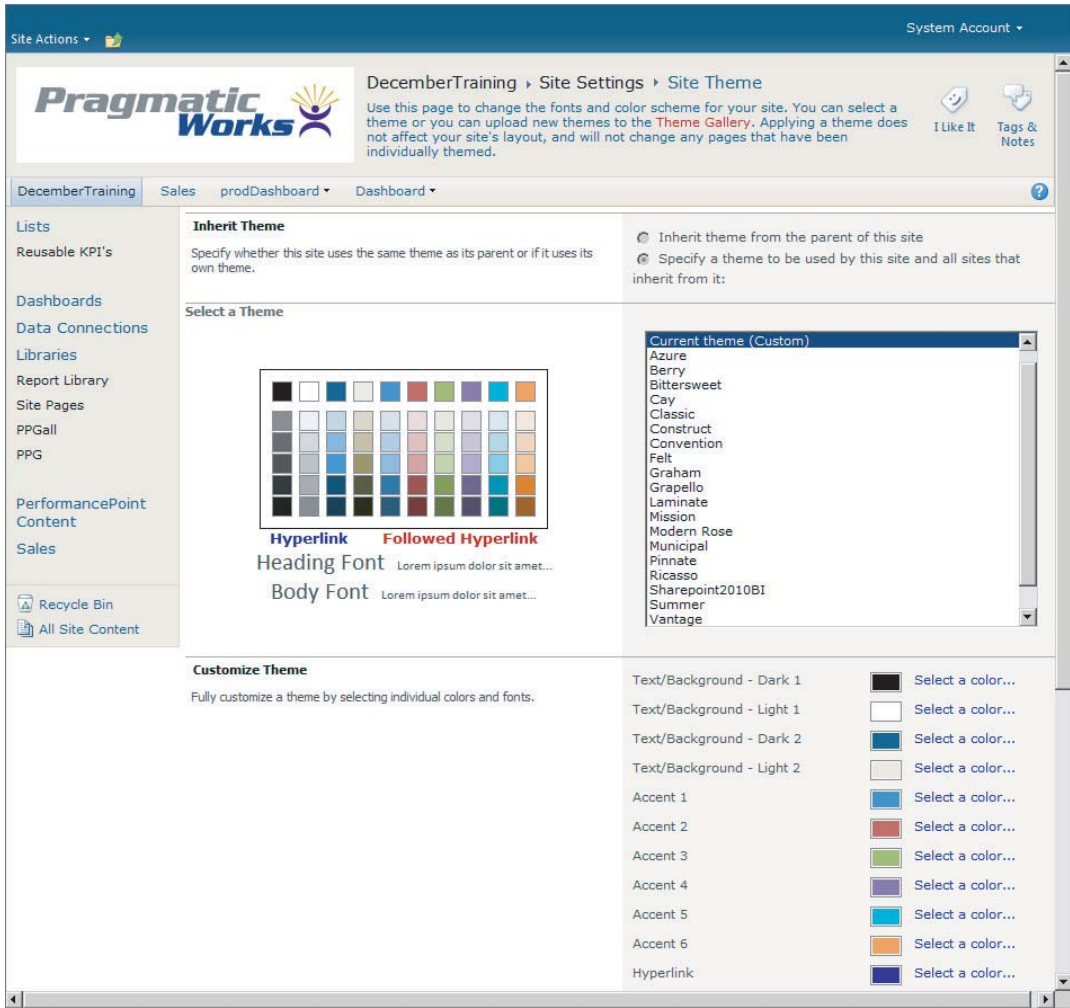 System Account
Site Actions
Pragmatic
Works
DecemberTraining › Site Settings › Site Theme
Use this page to change the fonts and color scheme for your site. You can select a
theme or you can upload new themes to the Theme Gallery. Applying a theme does
not affect your site's layout, and will not change any pages that have been
individually themed.
I Like It
Tags &
Notes
DecemberTraining
Sales
prodDashboard
Dashboard
Lists
Reusable KPI's
Dashboards
Data Connections
Libraries
Report Library
Site Pages
PPGall
PPG
PerformancePoint
Content
Sales
Recycle Bin
All Site Content
Inherit Theme
Specify whether this site uses the same theme as its parent or if it uses its
own theme.
Inherit theme from the parent of this site
Specify a theme to be used by this site and all sites that
inherit from it:
Select a Theme
Hyperlink Followed Hyperlink
Heading Font Lorem ipsum dolor sit amet...
Body Font Lorem ipsum dolor sit amet...
Current theme (Custom)
Azure
Berry
Bittersweet
Cay
Classic
Construct
Convention
Felt
Graham
Grapello
Laminate
Mission
Modern Rose
Municipal
Pinnate
Ricasso
Sharepoint2010BI
Summer
Vantage
Customize Theme
Fully customize a theme by selecting individual colors and fonts.
Text/Background - Dark 1 Select a color...
Text/Background - Light 1 Select a color...
Text/Background - Dark 2 Select a color...
Text/Background - Light 2 Select a color...
Accent 1 Select a color...
Accent 2 Select a color...
Accent 3 Select a color...
Accent 4 Select a color...
Accent 5 Select a color...
Accent 6 Select a color...
Hyperlink Select a color...